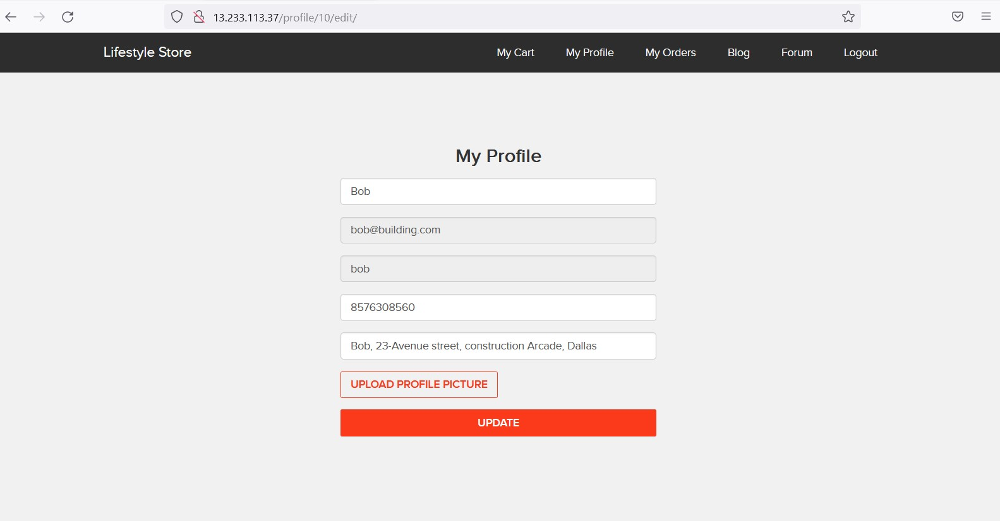 13.233.113.37/profile/10/edit/
Lifestyle Store My Cart My Profile My Orders Blog Forum Logout
My Profile
Bob
bob@building.com
bob
8576308560
Bob, 23-Avenue street, construction Arcade, Dallas
UPLOAD PROFILE PICTURE
UPDATE